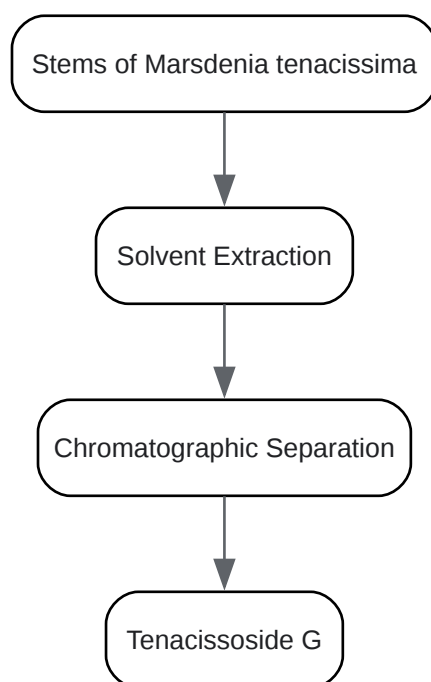 Stems of Marsdenia tenacissima
Solvent Extraction
Chromatographic Separation
Tenacissoside G